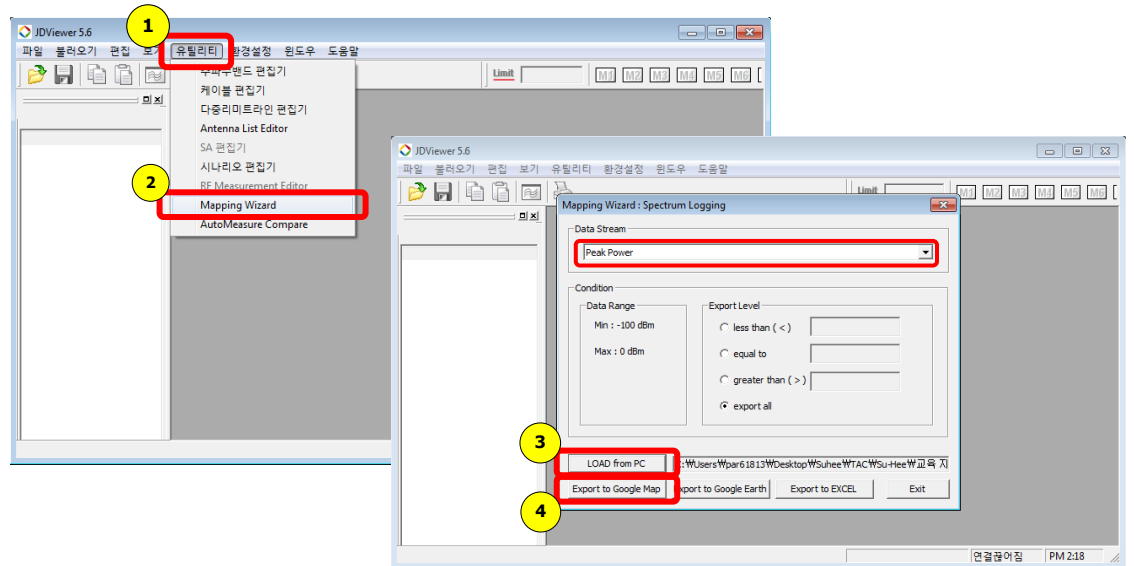 1
JDViewer 5.6
파일 불러오기 편집 보기 유틸리티 환경설정 윈도우 도움말
Limit M1 M2 M3 M4 M5 M6
주파수밴드 편집기
케이블 편집기
다중리미트라인 편집기
Antenna List Editor
SA 편집기
시나리오 편집기
RF Measurement Editor
2
Mapping Wizard
AutoMeasure Compare
JDViewer 5.6
파일 불러오기 편집 보기 유틸리티 환경설정 윈도우 도움말
Limit M1 M2 M3 M4 M5 M6
Mapping Wizard : Spectrum Logging
Data Stream
Peak Power
Condition
Data Range
Min : -100 dBm
Max : 0 dBm
Export Level
less than ( < )
equal to
greater than ( > )
export all
3
LOAD from PC :₩Users₩par61813₩Desktop₩Suhee₩TAC₩Su-Hee₩교육
Export to Google Map Export to Google Earth Export to EXCEL Exit
4
연결끊어짐 PM 2:18